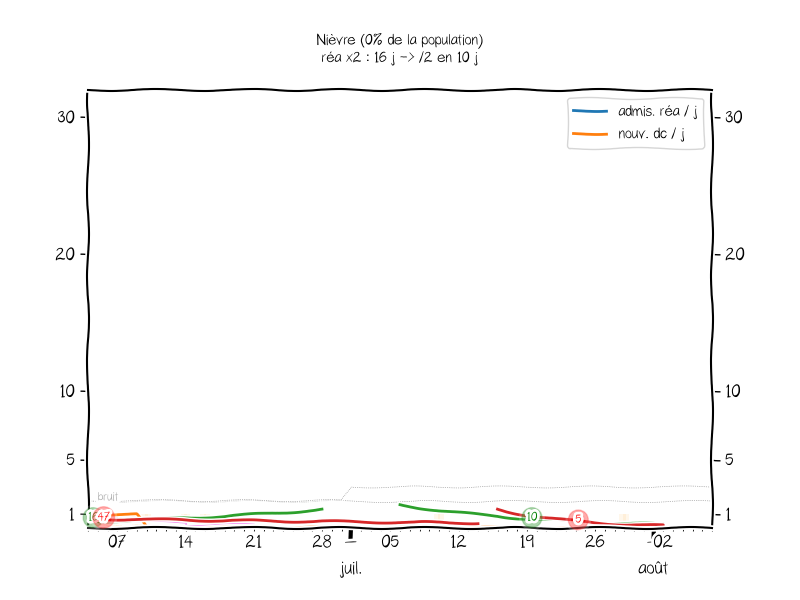 Nièvre (0% de la population)
réa x2 : 16 j -> /2 en 10 j
admis. réa / j
nouv. dc / j
30 30
20 20
10 10
5 5
bruit
1 47 10 5 1
07 14 21 28 05 12 19 26 02
juil. août